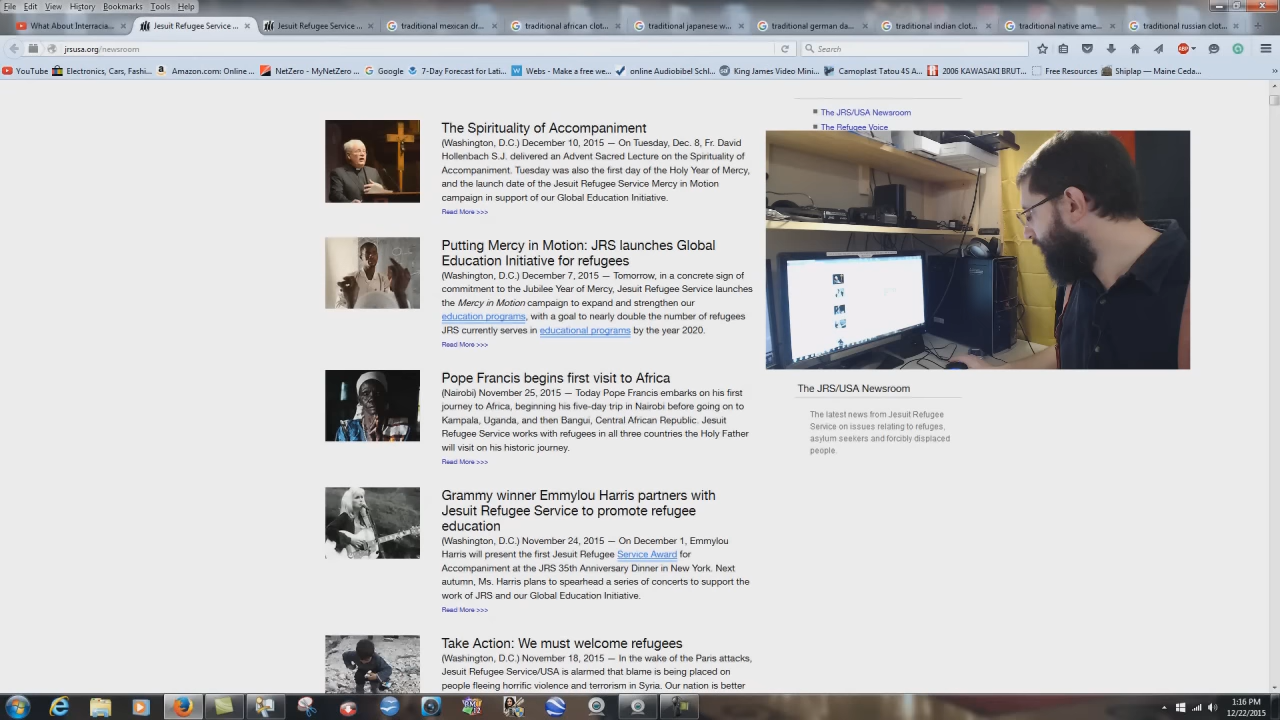 File Edit View History Bookmarks Tools Help
What About Interracia...
Jesuit Refugee Service ...
Jesuit Refugee Service ...
traditional mexican dr...
traditional african clot...
traditional japanese w...
traditional german da...
traditional indian clot...
traditional native ame...
traditional russian clot...
jrsusa.org/newsroom
Search
YouTube
Electronics, Cars, Fashi...
Amazon.com: Online ...
NetZero - MyNetZero ...
Google
7-Day Forecast for Lati...
Webs - Make a free we...
online Audiobibel Schl...
King James Video Mini...
Camoplast Tatou 4S A...
2006 KAWASAKI BRUT...
Free Resources
Shiplap — Maine Ceda...
The Spirituality of Accompaniment
(Washington, D.C.) December 10, 2015 — On Tuesday, Dec. 8, Fr. David
Hollenbach S.J. delivered an Advent Sacred Lecture on the Spirituality of
Accompaniment. Tuesday was also the first day of the Holy Year of Mercy,
and the launch date of the Jesuit Refugee Service Mercy in Motion
campaign in support of our Global Education Initiative.
Read More >>>
Putting Mercy in Motion: JRS launches Global
Education Initiative for refugees
(Washington, D.C.) December 7, 2015 — Tomorrow, in a concrete sign of
commitment to the Jubilee Year of Mercy, Jesuit Refugee Service launches
the Mercy in Motion campaign to expand and strengthen our
education programs, with a goal to nearly double the number of refugees
JRS currently serves in educational programs by the year 2020.
Read More >>>
Pope Francis begins first visit to Africa
(Nairobi) November 25, 2015 — Today Pope Francis embarks on his first
journey to Africa, beginning his five-day trip in Nairobi before going on to
Kampala, Uganda, and then Bangui, Central African Republic. Jesuit
Refugee Service works with refugees in all three countries the Holy Father
will visit on his historic journey.
Read More >>>
Grammy winner Emmylou Harris partners with
Jesuit Refugee Service to promote refugee
education
(Washington, D.C.) November 24, 2015 — On December 1, Emmylou
Harris will present the first Jesuit Refugee Service Award for
Accompaniment at the JRS 35th Anniversary Dinner in New York. Next
autumn, Ms. Harris plans to spearhead a series of concerts to support the
work of JRS and our Global Education Initiative.
Read More >>>
Take Action: We must welcome refugees
(Washington, D.C.) November 18, 2015 — In the wake of the Paris attacks,
Jesuit Refugee Service/USA is alarmed that blame is being placed on
people fleeing horrific violence and terrorism in Syria. Our nation is better
The JRS/USA Newsroom
The Refugee Voice
The JRS/USA Newsroom
The latest news from Jesuit Refugee
Service on issues relating to refuges,
asylum seekers and forcibly displaced
people.
1:16 PM
12/22/2015